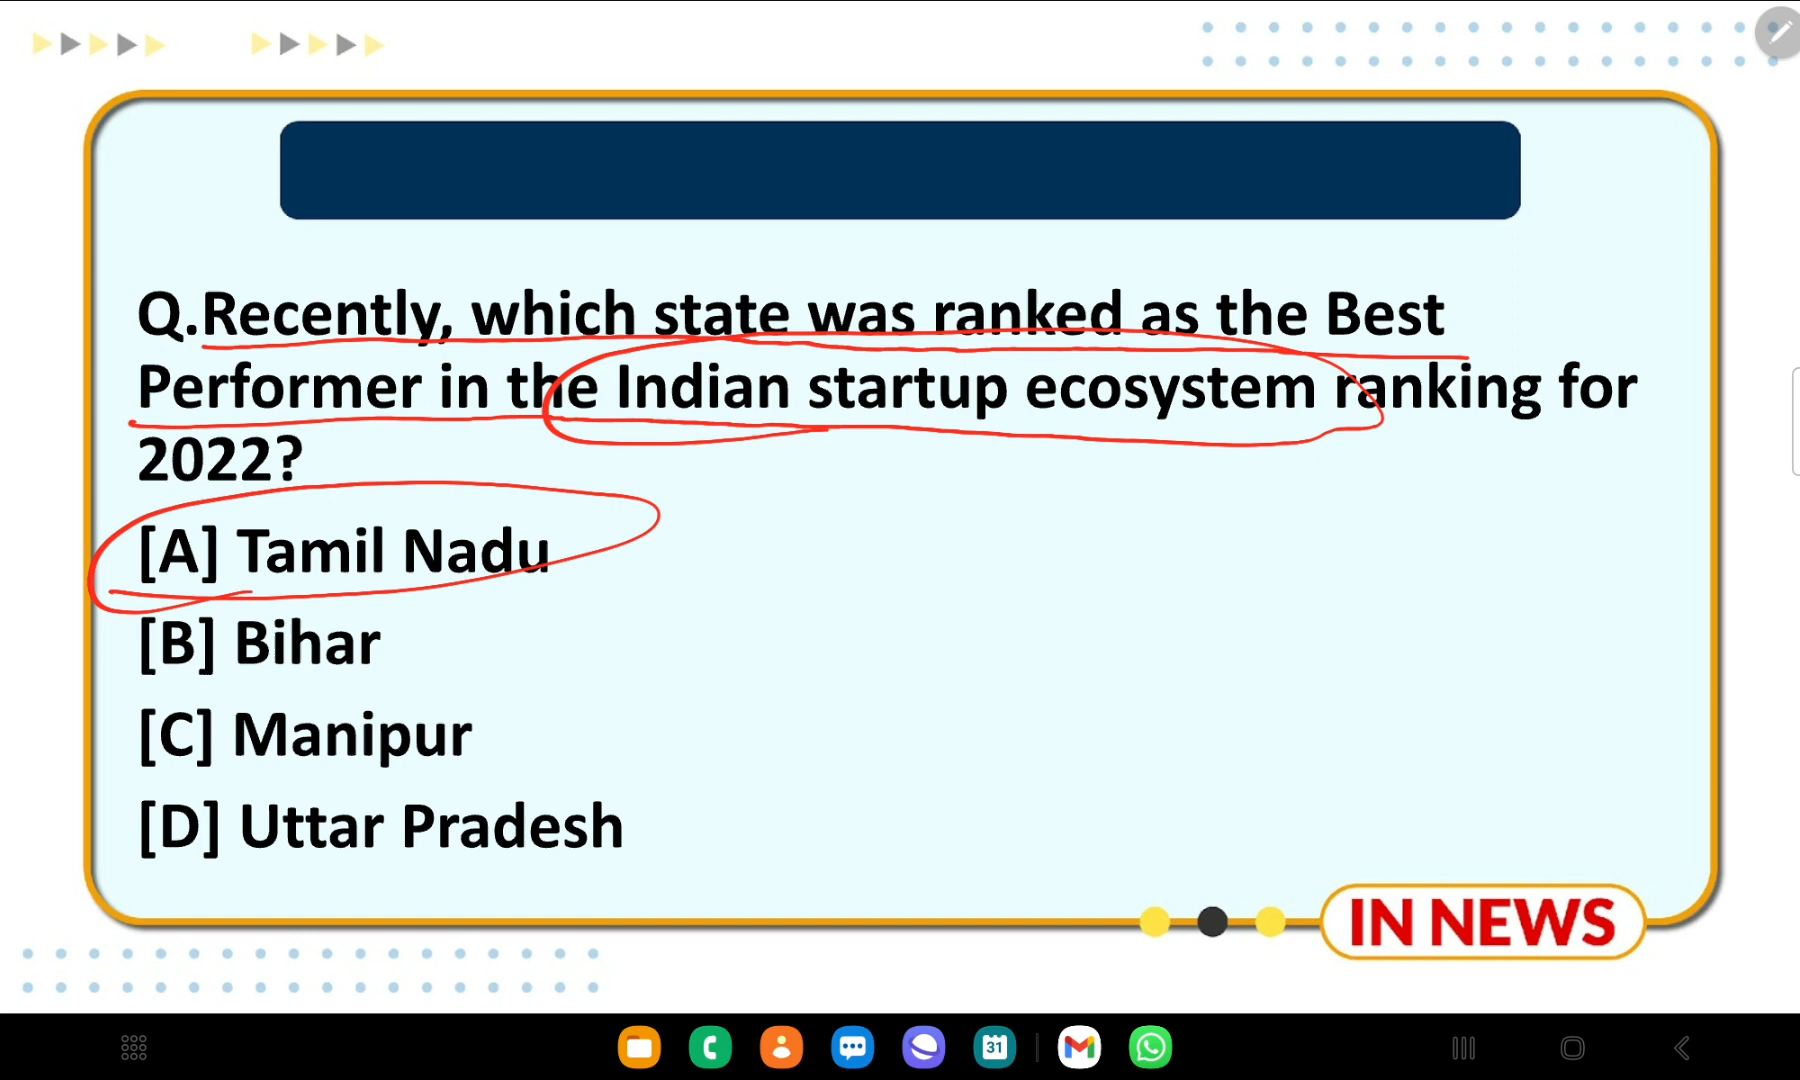 Q.Recently, which state was ranked as the Best
Performer in the Indian startup ecosystem ranking for
2022?
[A] Tamil Nadu
[B] Bihar
[C] Manipur
[D] Uttar Pradesh
IN NEWS
31